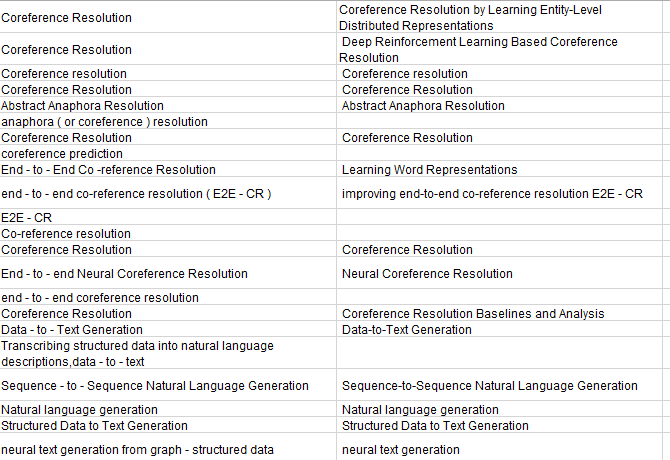 Coreference Resolution
Coreference Resolution by Learning Entity-Level
Distributed Representations
Coreference Resolution
Deep Reinforcement Learning Based Coreference
Resolution
Coreference resolution
Coreference resolution
Coreference Resolution
Coreference Resolution
Abstract Anaphora Resolution
Abstract Anaphora Resolution
anaphora ( or coreference ) resolution
Coreference Resolution
Coreference Resolution
coreference prediction
End - to - End Co -reference Resolution
Learning Word Representations
end - to - end co-reference resolution ( E2E - CR )
improving end-to-end co-reference resolution E2E - CR
E2E - CR
Co-reference resolution
Coreference Resolution
Coreference Resolution
End - to - end Neural Coreference Resolution
Neural Coreference Resolution
end - to - end coreference resolution
Coreference Resolution
Coreference Resolution Baselines and Analysis
Data - to - Text Generation
Data-to-Text Generation
Transcribing structured data into natural language
descriptions,data - to - text
Sequence - to - Sequence Natural Language Generation
Sequence-to-Sequence Natural Language Generation
Natural language generation
Natural language generation
Structured Data to Text Generation
Structured Data to Text Generation
neural text generation from graph - structured data
neural text generation